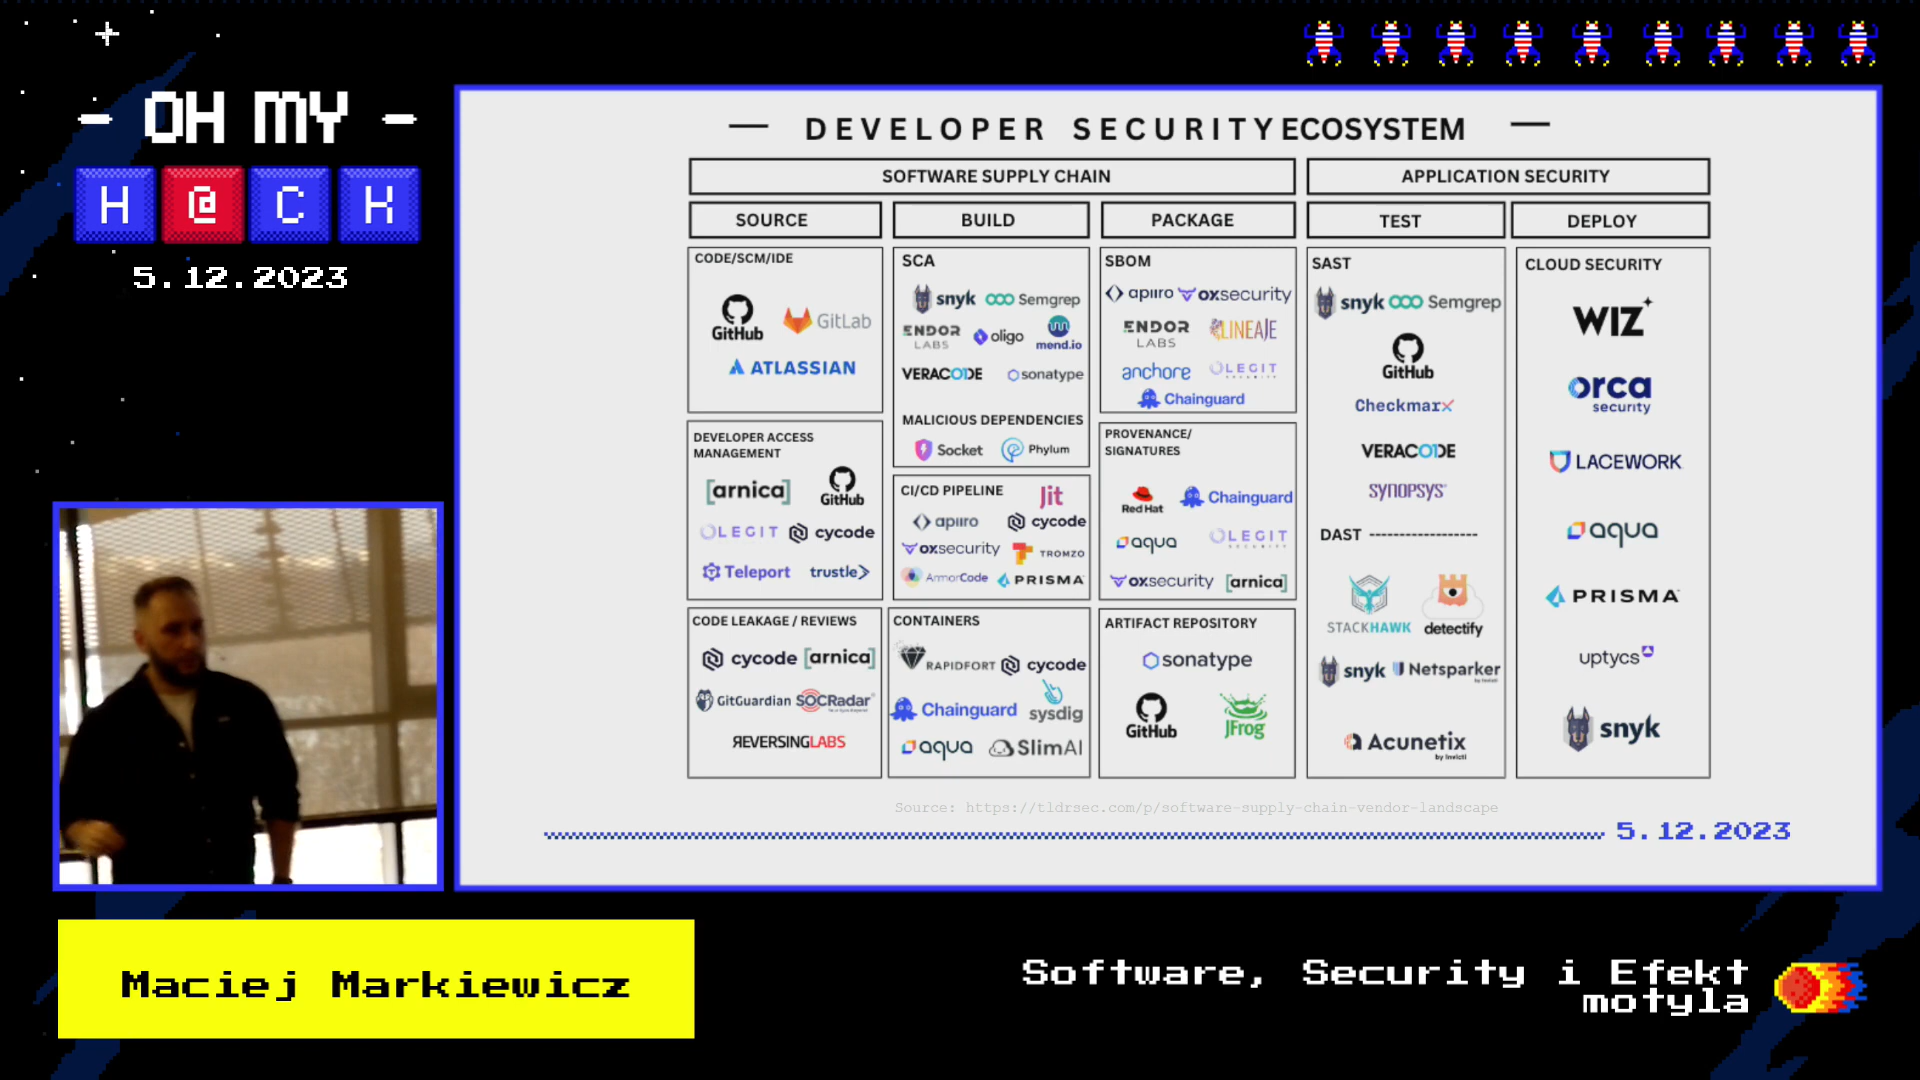 - OH MY -
H@CK
5.12.2023
DEVELOPER SECURITY ECOSYSTEM
SOFTWARE SUPPLY CHAIN
APPLICATION SECURITY
SOURCE
BUILD
PACKAGE
TEST
DEPLOY
CODE/SCM/IDE
GitHub GitLab
ATLASSIAN
DEVELOPER ACCESS
MANAGEMENT
[arnica] GitHub
LEGIT cycode
Teleport trustle
CODE LEAKAGE / REVIEWS
cycode [arnica]
GitGuardian SOCRadar
REVERSINGLABS
SCA
snyk Semgrep
ENDOR LABS oligo mend.io
VERACODE sonatype
MALICIOUS DEPENDENCIES
Socket Phylum
CI/CD PIPELINE Jit
apiiro cycode
oxsecurity TROMZO
ArmorCode PRISMA
CONTAINERS
RAPIDFORT cycode
Chainguard sysdig
aqua SlimAI
SBOM
apiiro oxsecurity
ENDOR LABS LINEAJE
anchore LEGIT SECURITY
Chainguard
PROVENANCE/
SIGNATURES
Red Hat Chainguard
aqua LEGIT SECURITY
oxsecurity [arnica]
ARTIFACT REPOSITORY
sonatype
GitHub JFrog
SAST
snyk Semgrep
GitHub
Checkmarx
VERACODE
SYNOPSYS
DAST -----------------
STACKHAWK detectify
snyk Netsparker
by Invicti
Acunetix
by Invicti
CLOUD SECURITY
WIZ
orca
security
LACEWORK
aqua
PRISMA
uptycs
snyk
Source: https://tldrsec.com/p/software-supply-chain-vendor-landscape
5.12.2023
Maciej Markiewicz
Software, Security i Efekt
motyla